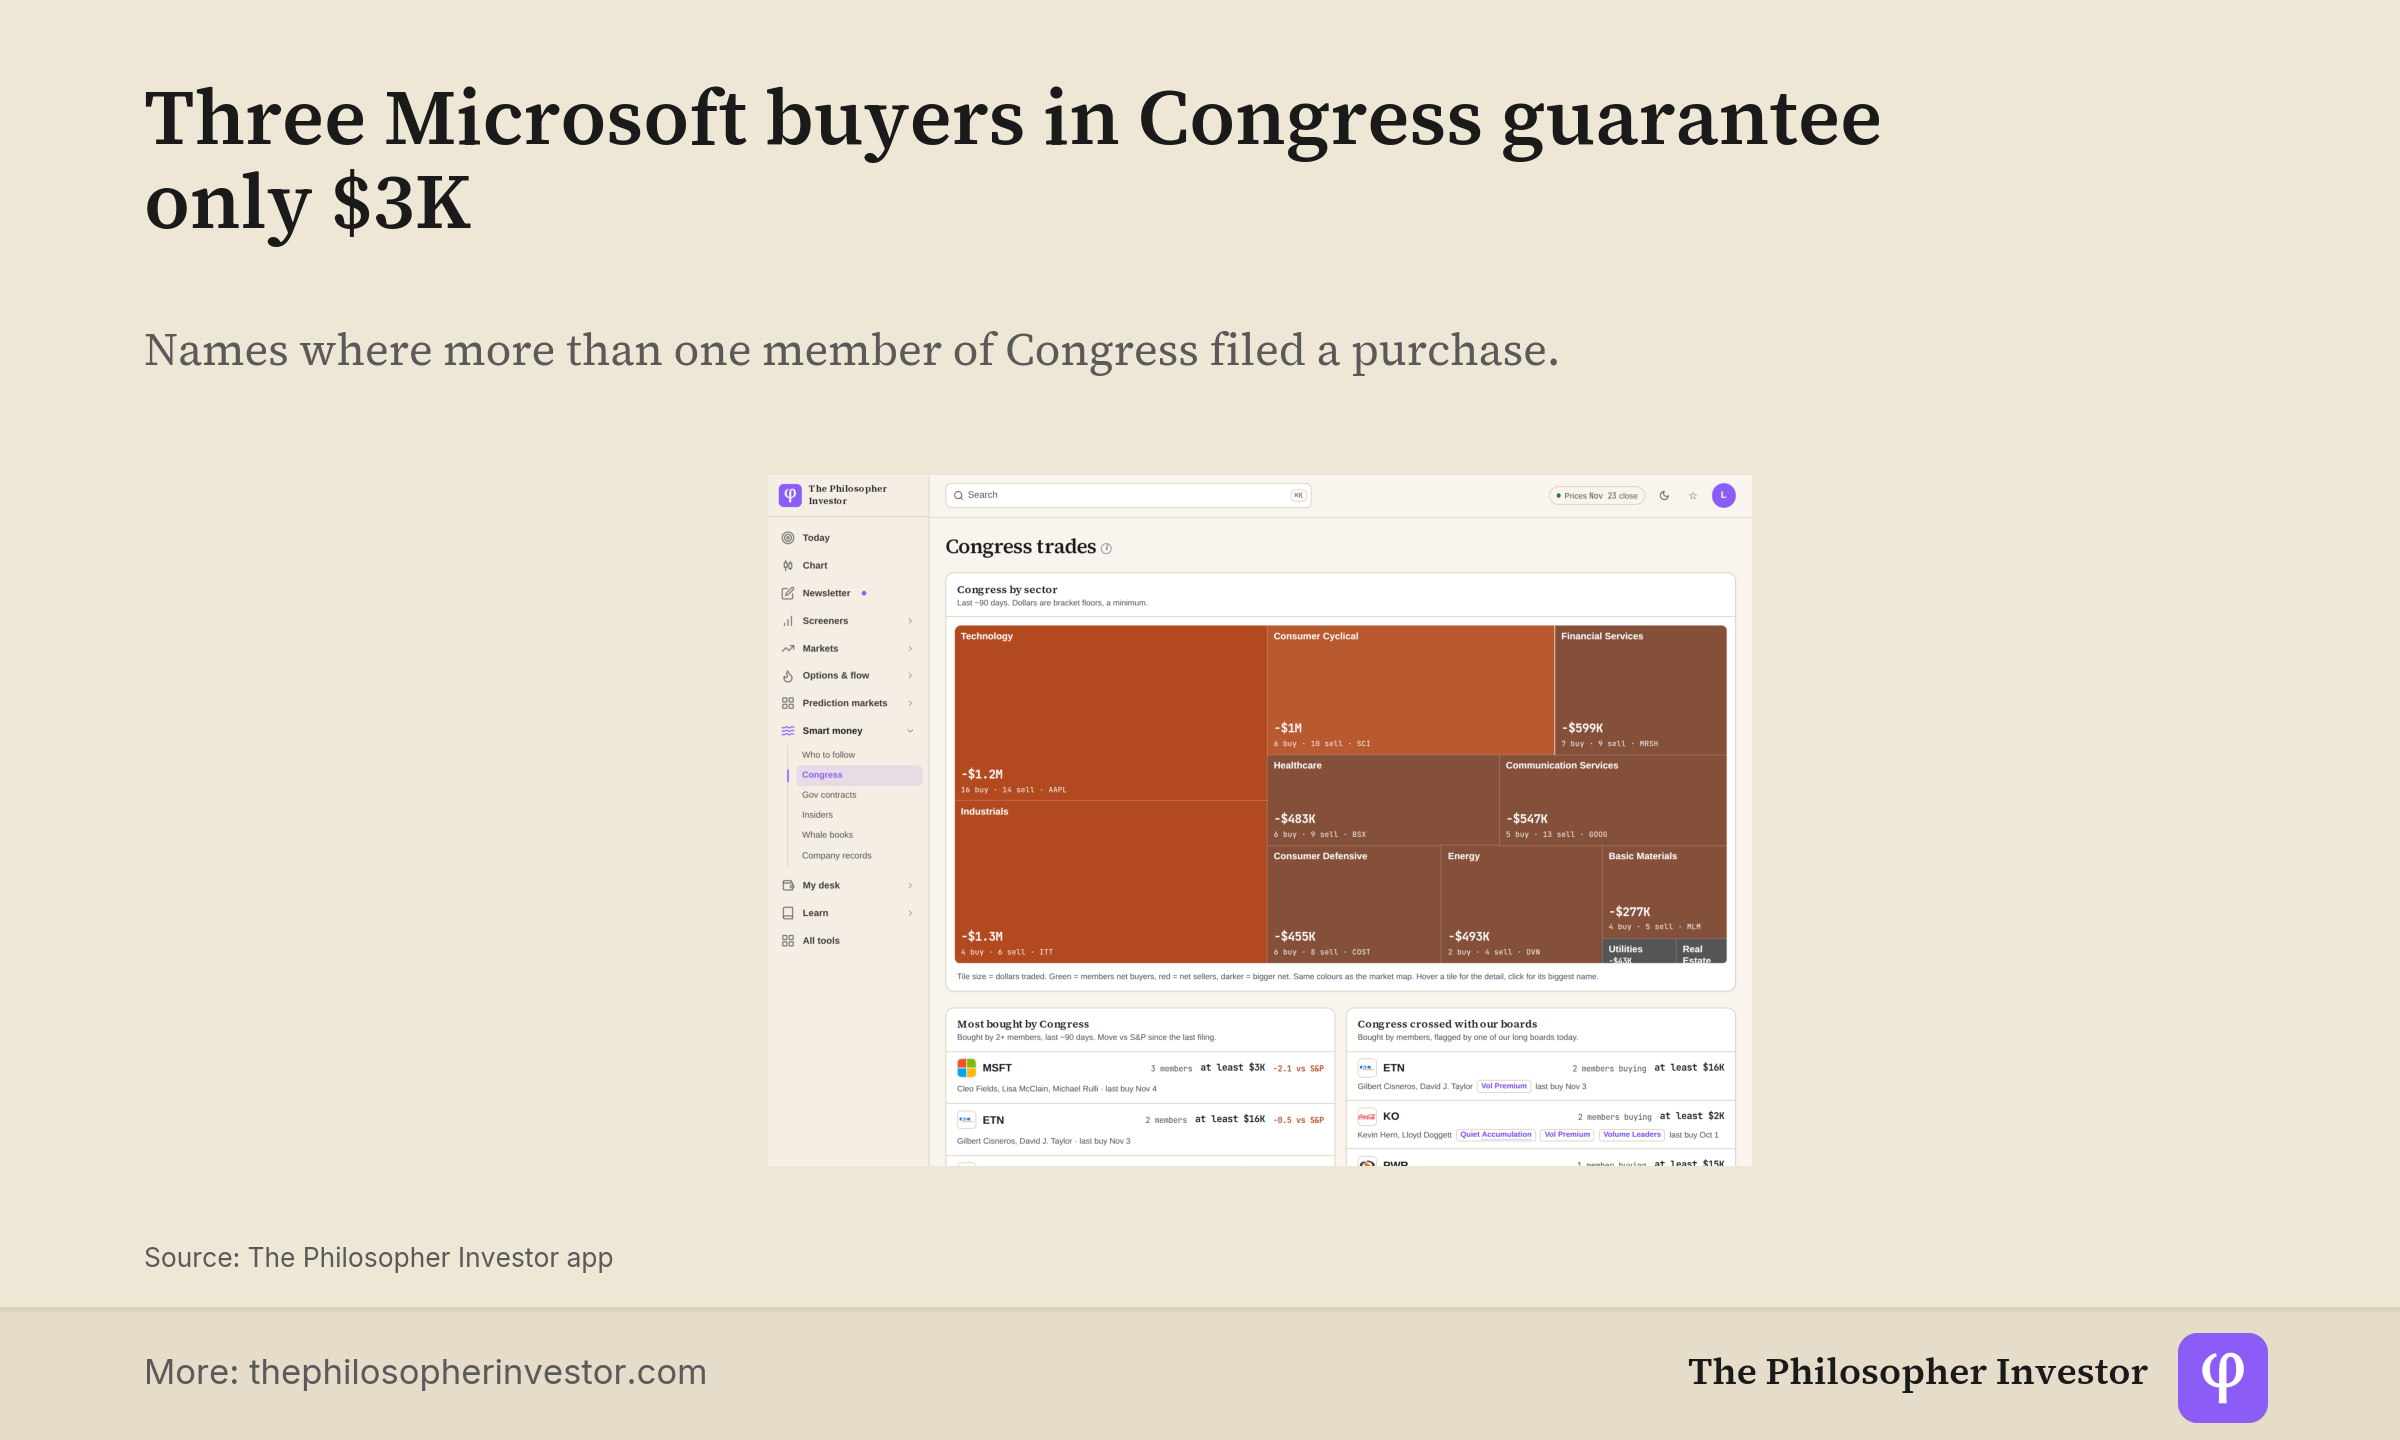 Three Microsoft buyers in Congress guarantee
only $3K
Names where more than one member of Congress filed a purchase.
φ The Philosopher
Investor
Search ⌘K
Prices Nov 23 close
L
Today
Chart
Newsletter
Screeners
Markets
Options & flow
Prediction markets
Smart money
Who to follow
Congress
Gov contracts
Insiders
Whale books
Company records
My desk
Learn
All tools
Congress trades
Congress by sector
Last ~90 days. Dollars are bracket floors, a minimum.
Technology
-$1.2M
16 buy · 14 sell · AAPL
Consumer Cyclical
-$1M
6 buy · 10 sell · SCI
Financial Services
-$599K
7 buy · 9 sell · MRSH
Industrials
-$1.3M
4 buy · 6 sell · ITT
Healthcare
-$483K
6 buy · 9 sell · BSX
Communication Services
-$547K
5 buy · 13 sell · GOOG
Consumer Defensive
-$455K
6 buy · 8 sell · COST
Energy
-$493K
2 buy · 4 sell · DVN
Basic Materials
-$277K
4 buy · 5 sell · MLM
Utilities
-$43K
Real
Estate
Tile size = dollars traded. Green = members net buyers, red = net sellers, darker = bigger net. Same colours as the market map. Hover a tile for the detail, click for its biggest name.
Most bought by Congress
Bought by 2+ members, last ~90 days. Move vs S&P since the last filing.
MSFT 3 members at least $3K -2.1 vs S&P
Cleo Fields, Lisa McClain, Michael Rulli · last buy Nov 4
ETN 2 members at least $16K -0.5 vs S&P
Gilbert Cisneros, David J. Taylor · last buy Nov 3
Congress crossed with our boards
Bought by members, flagged by one of our long boards today.
ETN 2 members buying at least $16K
Gilbert Cisneros, David J. Taylor Vol Premium last buy Nov 3
KO 2 members buying at least $2K
Kevin Hern, Lloyd Doggett Quiet Accumulation Vol Premium Volume Leaders last buy Oct 1
PWR 1 member buying at least $15K
Source: The Philosopher Investor app
More: thephilosopherinvestor.com
The Philosopher Investor φ